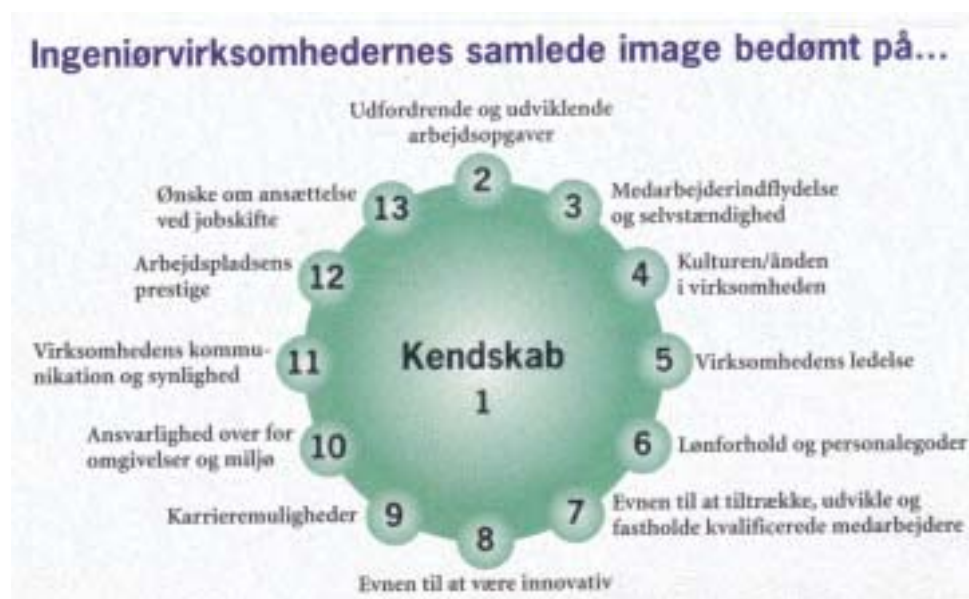 Ingeniørvirksomhedernes samlede image bedømt på...
Udfordrende og udviklende
arbejdsopgaver
2
Ønske om ansættelse
ved jobskifte
13
3
Medarbejderindflydelse
og selvstændighed
Arbejdspladsens
prestige
12
4
Kulturen/ånden
i virksomheden
Virksomhedens kommu-
nikation og synlighed
11
Kendskab
1
5
Virksomhedens ledelse
Ansvarlighed over for
omgivelser og miljø
10
6
Lønforhold og personalegoder
Karrieremuligheder
9
7
Evnen til at tiltrække, udvikle og
fastholde kvalificerede medarbejdere
8
Evnen til at være innovativ